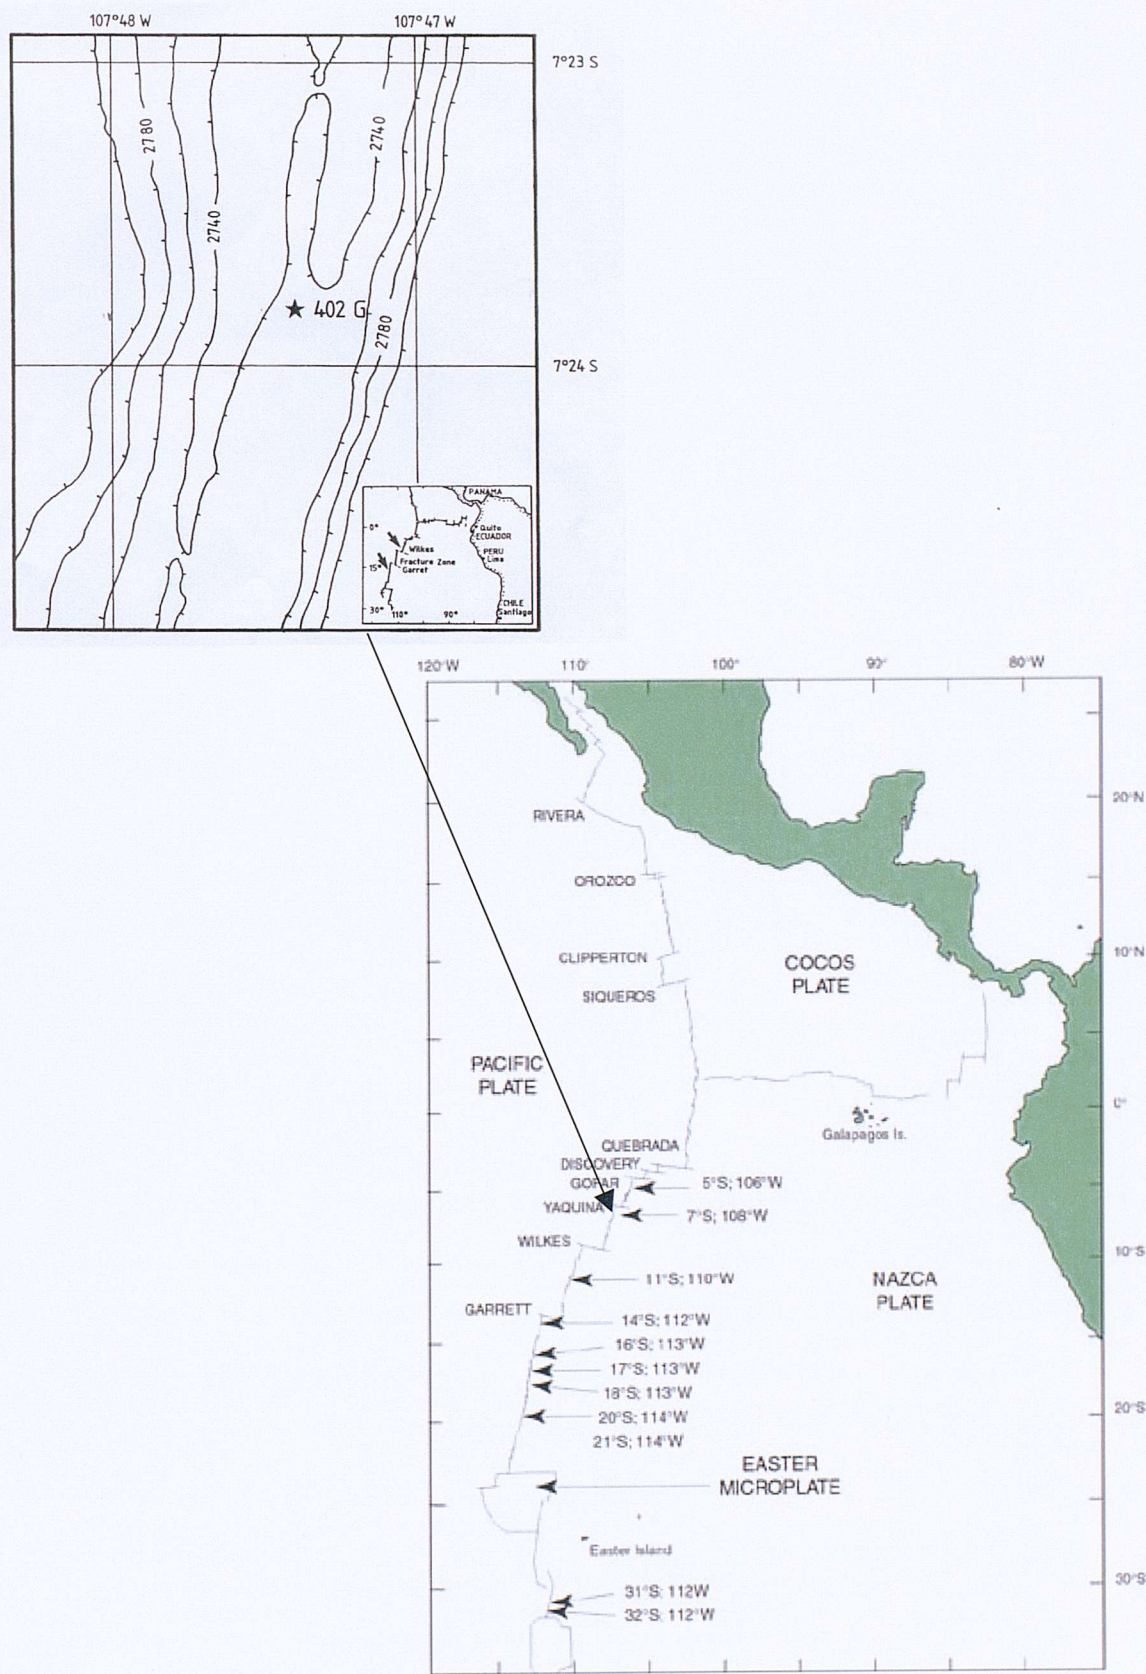 107°48 W
107°47 W
7°23 S
2780
2740
2740
402 G
2780
7°24 S
PANAMA
0°
Quito
ECUADOR
Wilkes
PERU
Lima
15°
Fracture Zone
Garret
30°
110°
90°
CHILE
Santiago
120°W
110°
100°
90°
80°W
20°N
RIVERA
OROZCO
10°N
CLIPPERTON
COCOS
PLATE
SIQUEROS
PACIFIC
PLATE
0°
Galapagos Is.
QUEBRADA
DISCOVERY
GOFAR
5°S; 106°W
YAQUINA
7°S; 108°W
WILKES
10°S
11°S; 110°W
NAZCA
PLATE
GARRETT
14°S; 112°W
16°S; 113°W
17°S; 113°W
18°S; 113°W
20°S; 114°W
20°S
21°S; 114°W
EASTER
MICROPLATE
Easter Island
30°S
31°S; 112W
32°S; 112°W